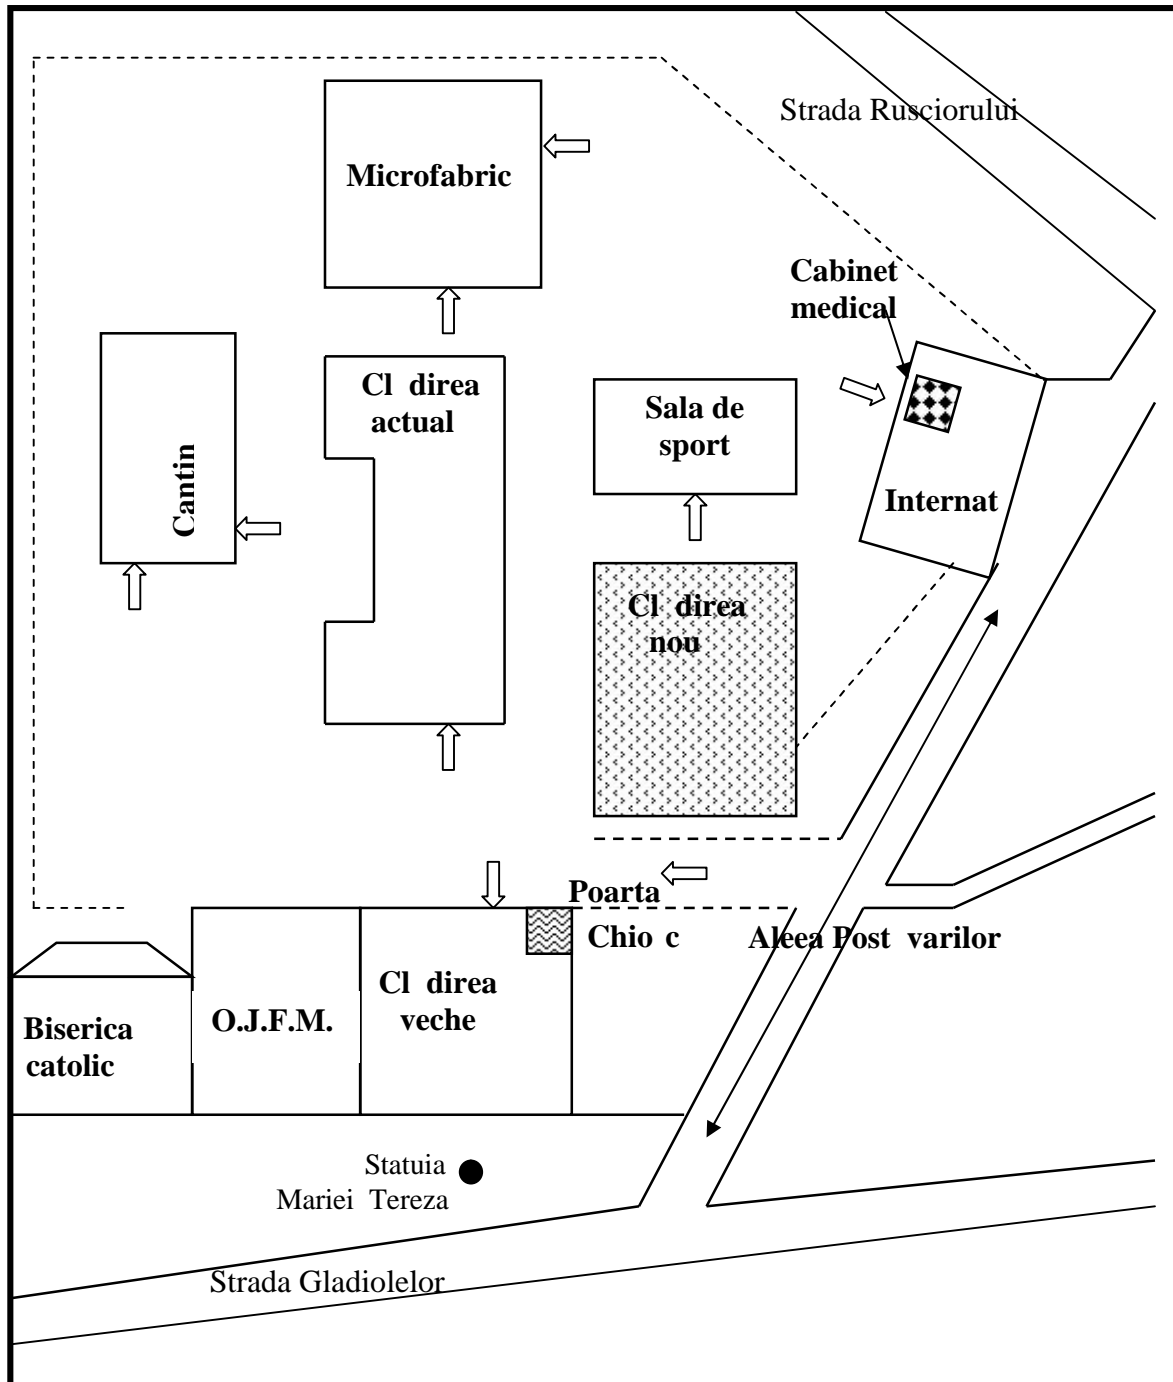 Strada Rusciorului
Microfabric
Cabinet
medical
Cl direa
actual
Sala de
sport
Cantin
Internat
Cl direa
nou
Poarta
Chio c
Aleea Post varilor
Cl direa
veche
O.J.F.M.
Biserica
catolic
Statuia
Mariei Tereza
Strada Gladiolelor